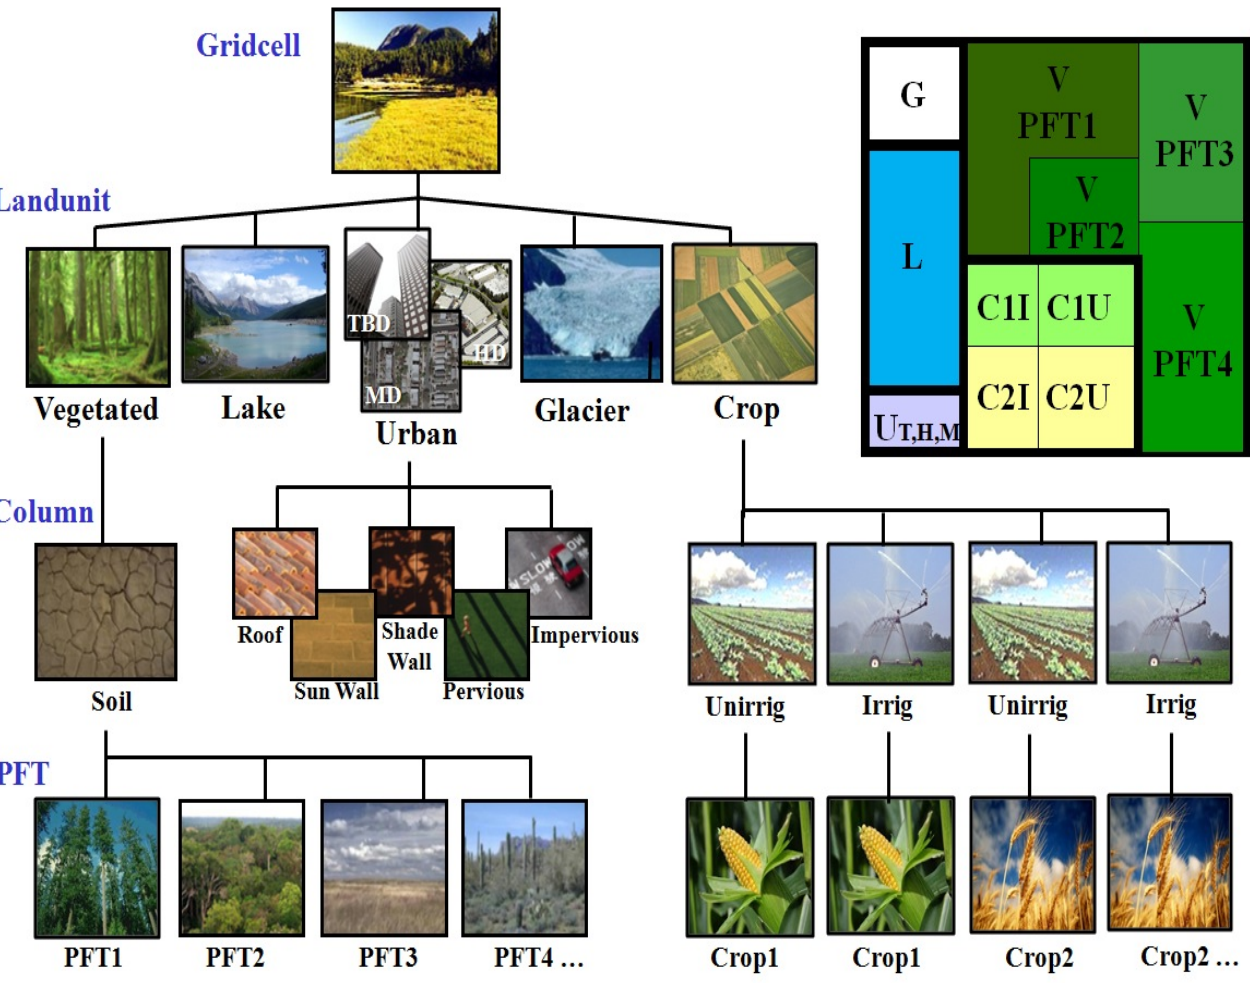 Gridcell
G
V
PFT1
V
PFT3
V
PFT2
L
C1I
C1U
V
PFT4
C2I
C2U
UT,H,M
Landunit
TBD
HD
MD
Vegetated
Lake
Urban
Glacier
Crop
Column
SLOW
Roof
Shade
Wall
Impervious
Sun Wall
Pervious
Soil
Unirrig
Irrig
Unirrig
Irrig
PFT
PFT1
PFT2
PFT3
PFT4 ...
Crop1
Crop1
Crop2
Crop2 ...